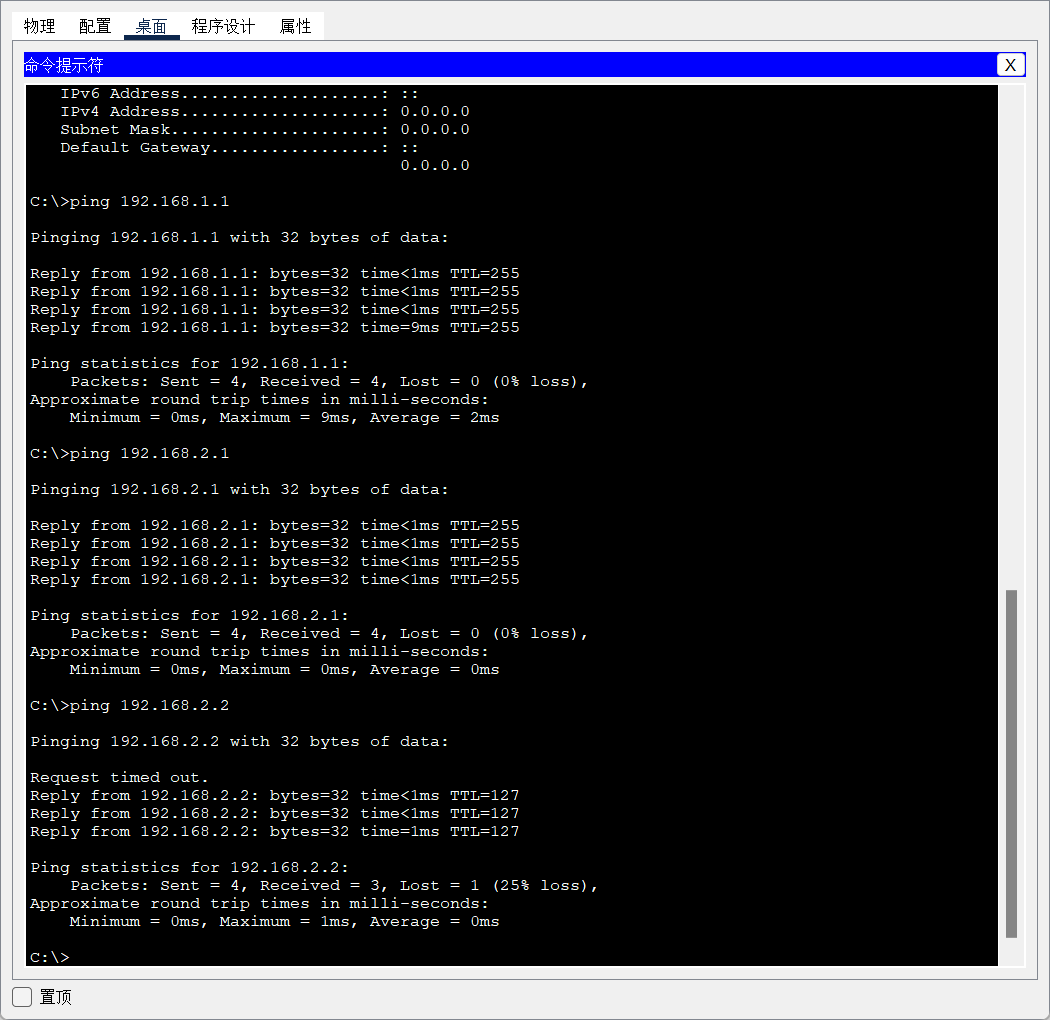 物理 配置 桌面 程序设计 属性
命令提示符 X
IPv6 Address....................: ::
IPv4 Address....................: 0.0.0.0
Subnet Mask.....................: 0.0.0.0
Default Gateway.................: ::
0.0.0.0
C:\>ping 192.168.1.1
Pinging 192.168.1.1 with 32 bytes of data:
Reply from 192.168.1.1: bytes=32 time<1ms TTL=255
Reply from 192.168.1.1: bytes=32 time<1ms TTL=255
Reply from 192.168.1.1: bytes=32 time<1ms TTL=255
Reply from 192.168.1.1: bytes=32 time=9ms TTL=255
Ping statistics for 192.168.1.1:
Packets: Sent = 4, Received = 4, Lost = 0 (0% loss),
Approximate round trip times in milli-seconds:
Minimum = 0ms, Maximum = 9ms, Average = 2ms
C:\>ping 192.168.2.1
Pinging 192.168.2.1 with 32 bytes of data:
Reply from 192.168.2.1: bytes=32 time<1ms TTL=255
Reply from 192.168.2.1: bytes=32 time<1ms TTL=255
Reply from 192.168.2.1: bytes=32 time<1ms TTL=255
Reply from 192.168.2.1: bytes=32 time<1ms TTL=255
Ping statistics for 192.168.2.1:
Packets: Sent = 4, Received = 4, Lost = 0 (0% loss),
Approximate round trip times in milli-seconds:
Minimum = 0ms, Maximum = 0ms, Average = 0ms
C:\>ping 192.168.2.2
Pinging 192.168.2.2 with 32 bytes of data:
Request timed out.
Reply from 192.168.2.2: bytes=32 time<1ms TTL=127
Reply from 192.168.2.2: bytes=32 time<1ms TTL=127
Reply from 192.168.2.2: bytes=32 time=1ms TTL=127
Ping statistics for 192.168.2.2:
Packets: Sent = 4, Received = 3, Lost = 1 (25% loss),
Approximate round trip times in milli-seconds:
Minimum = 0ms, Maximum = 1ms, Average = 0ms
C:\>
置顶